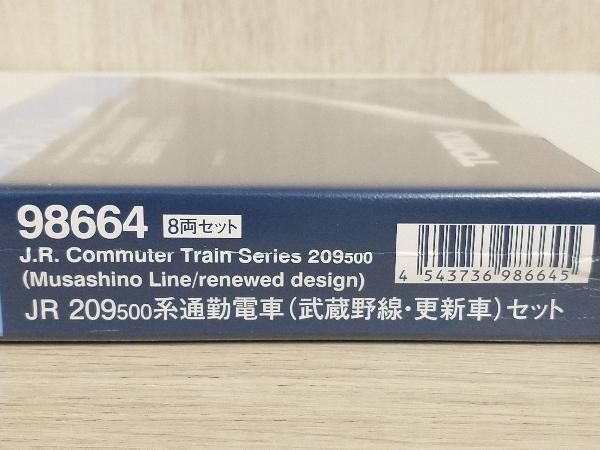 TOMIX
98664 8両セット
J.R. Commuter Train Series 209500
(Musashino Line/renewed design)
JR 209500系通勤電車(武蔵野線・更新車)セット
4 543736 986645